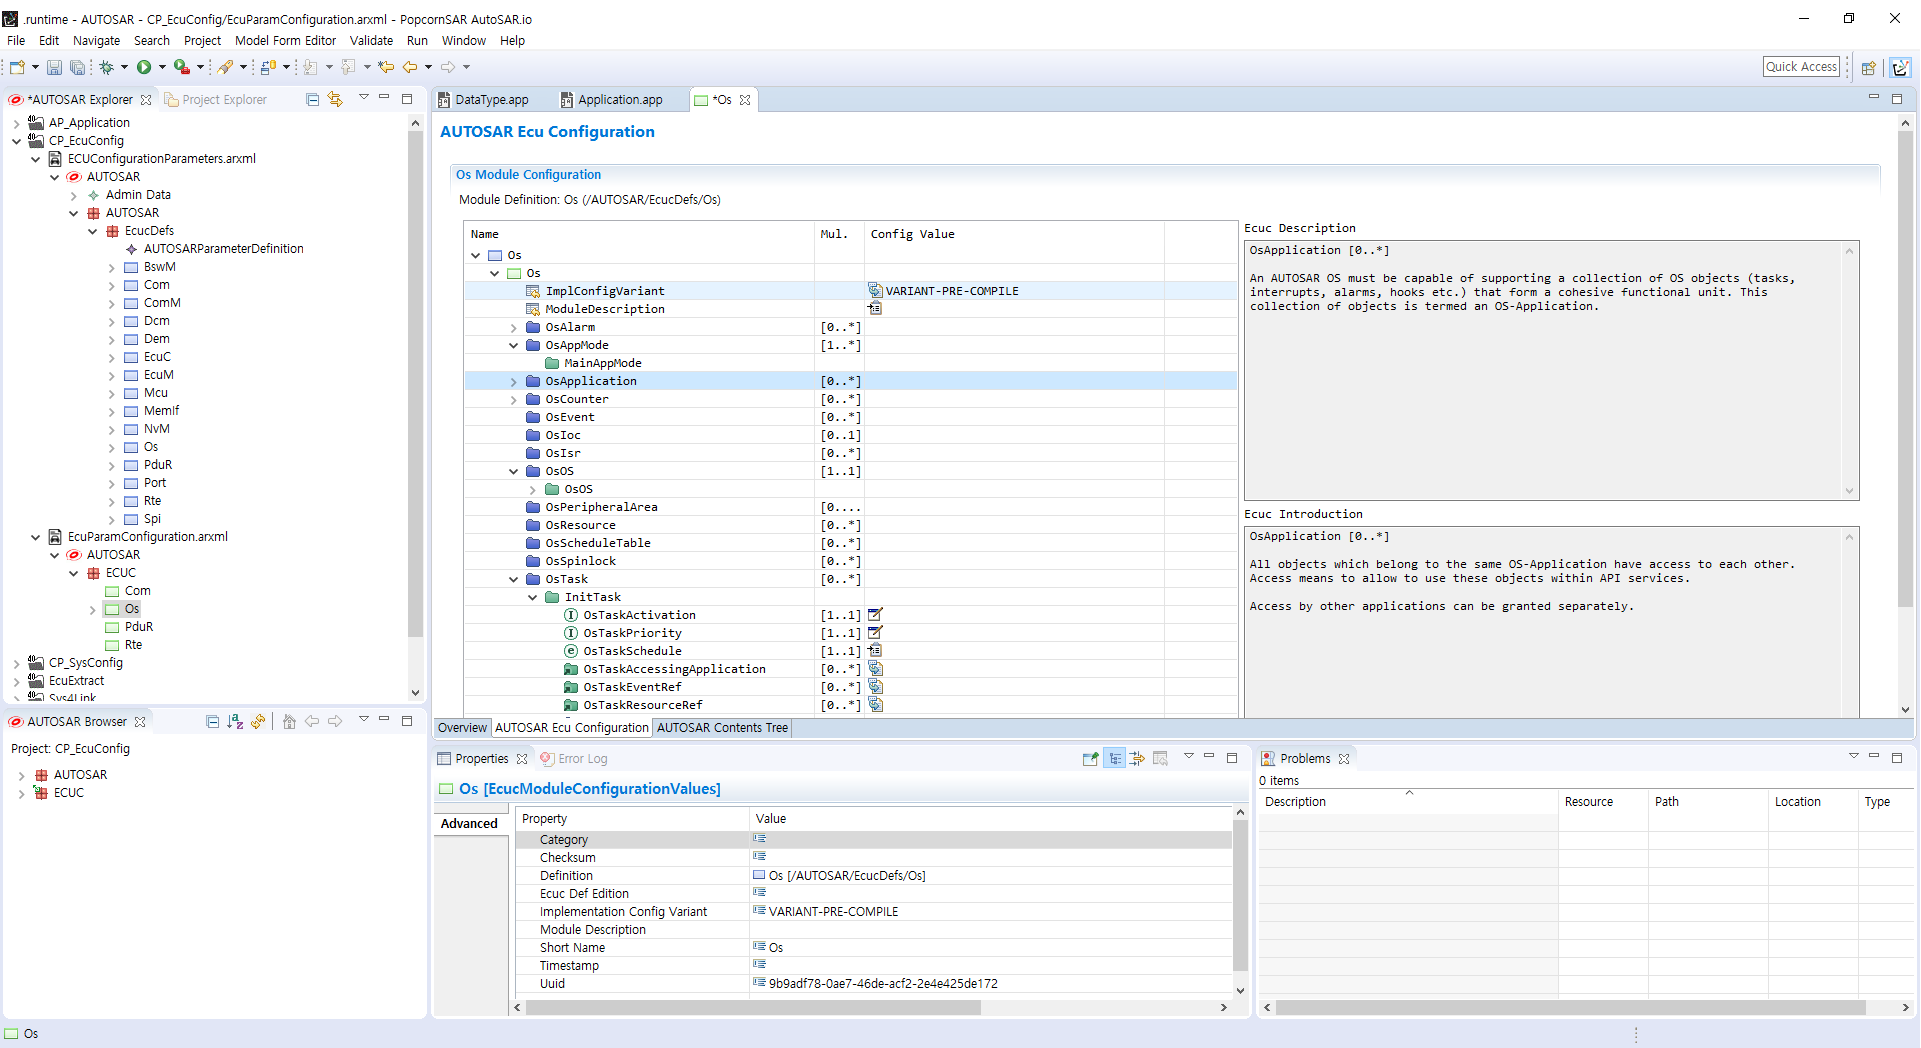 .runtime - AUTOSAR - CP_EcuConfig/EcuParamConfiguration.arxml - PopcornSAR AutoSAR.io
File Edit Navigate Search Project Model Form Editor Validate Run Window Help
Quick Access
*AUTOSAR Explorer
Project Explorer
AP_Application
CP_EcuConfig
ECUConfigurationParameters.arxml
AUTOSAR
Admin Data
AUTOSAR
EcucDefs
AUTOSARParameterDefinition
BswM
Com
ComM
Dcm
Dem
EcuC
EcuM
Mcu
MemIf
NvM
Os
PduR
Port
Rte
Spi
EcuParamConfiguration.arxml
AUTOSAR
ECUC
Com
Os
PduR
Rte
CP_SysConfig
EcuExtract
Sys4Link
AUTOSAR Browser
Project: CP_EcuConfig
AUTOSAR
ECUC
DataType.app
Application.app
*Os
AUTOSAR Ecu Configuration
Os Module Configuration
Module Definition: Os (/AUTOSAR/EcucDefs/Os)
Name Mul. Config Value
Os
Os
ImplConfigVariant VARIANT-PRE-COMPILE
ModuleDescription
OsAlarm [0..*]
OsAppMode [1..*]
MainAppMode
OsApplication [0..*]
OsCounter [0..*]
OsEvent [0..*]
OsIoc [0..1]
OsIsr [0..*]
OsOS [1..1]
OsOS
OsPeripheralArea [0....
OsResource [0..*]
OsScheduleTable [0..*]
OsSpinlock [0..*]
OsTask [0..*]
InitTask
OsTaskActivation [1..1]
OsTaskPriority [1..1]
OsTaskSchedule [1..1]
OsTaskAccessingApplication [0..*]
OsTaskEventRef [0..*]
OsTaskResourceRef [0..*]
Ecuc Description
OsApplication [0..*]
An AUTOSAR OS must be capable of supporting a collection of OS objects (tasks,
interrupts, alarms, hooks etc.) that form a cohesive functional unit. This
collection of objects is termed an OS-Application.
Ecuc Introduction
OsApplication [0..*]
All objects which belong to the same OS-Application have access to each other.
Access means to allow to use these objects within API services.
Access by other applications can be granted separately.
Overview
AUTOSAR Ecu Configuration
AUTOSAR Contents Tree
Properties
Error Log
Os [EcucModuleConfigurationValues]
Advanced
Property Value
Category
Checksum
Definition Os [/AUTOSAR/EcucDefs/Os]
Ecuc Def Edition
Implementation Config Variant VARIANT-PRE-COMPILE
Module Description
Short Name Os
Timestamp
Uuid 9b9adf78-0ae7-46de-acf2-2e4e425de172
Problems
0 items
Description Resource Path Location Type
Os